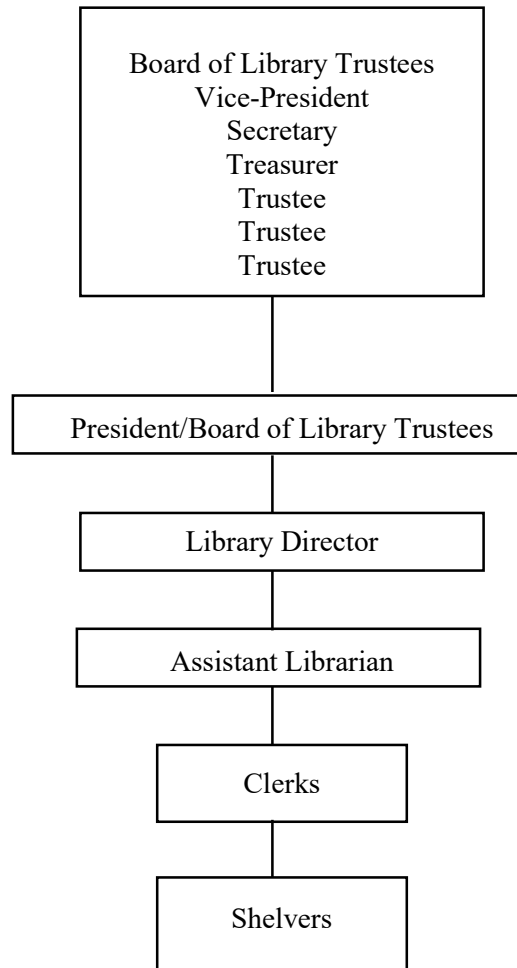 Board of Library Trustees
Vice-President
Secretary
Treasurer
Trustee
Trustee
Trustee
President/Board of Library Trustees
Library Director
Assistant Librarian
Clerks
Shelvers